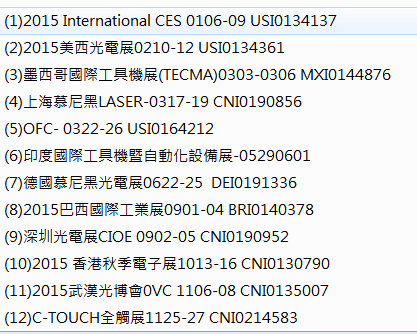 (1)2015 International CES 0106-09 USI0134137
(2)2015美西光電展0210-12 USI0134361
(3)墨西哥國際工具機展(TECMA)0303-0306 MXI0144876
(4)上海慕尼黑LASER-0317-19 CNI0190856
(5)OFC- 0322-26 USI0164212
(6)印度國際工具機暨自動化設備展-05290601
(7)德國慕尼黑光電展0622-25  DEI0191336
(8)2015巴西國際工業展0901-04 BRI0140378
(9)深圳光電展CIOE 0902-05 CNI0190952
(10)2015 香港秋季電子展1013-16 CNI0130790
(11)2015武漢光博會0VC 1106-08 CNI0135007
(12)C-TOUCH全觸展1125-27 CNI0214583